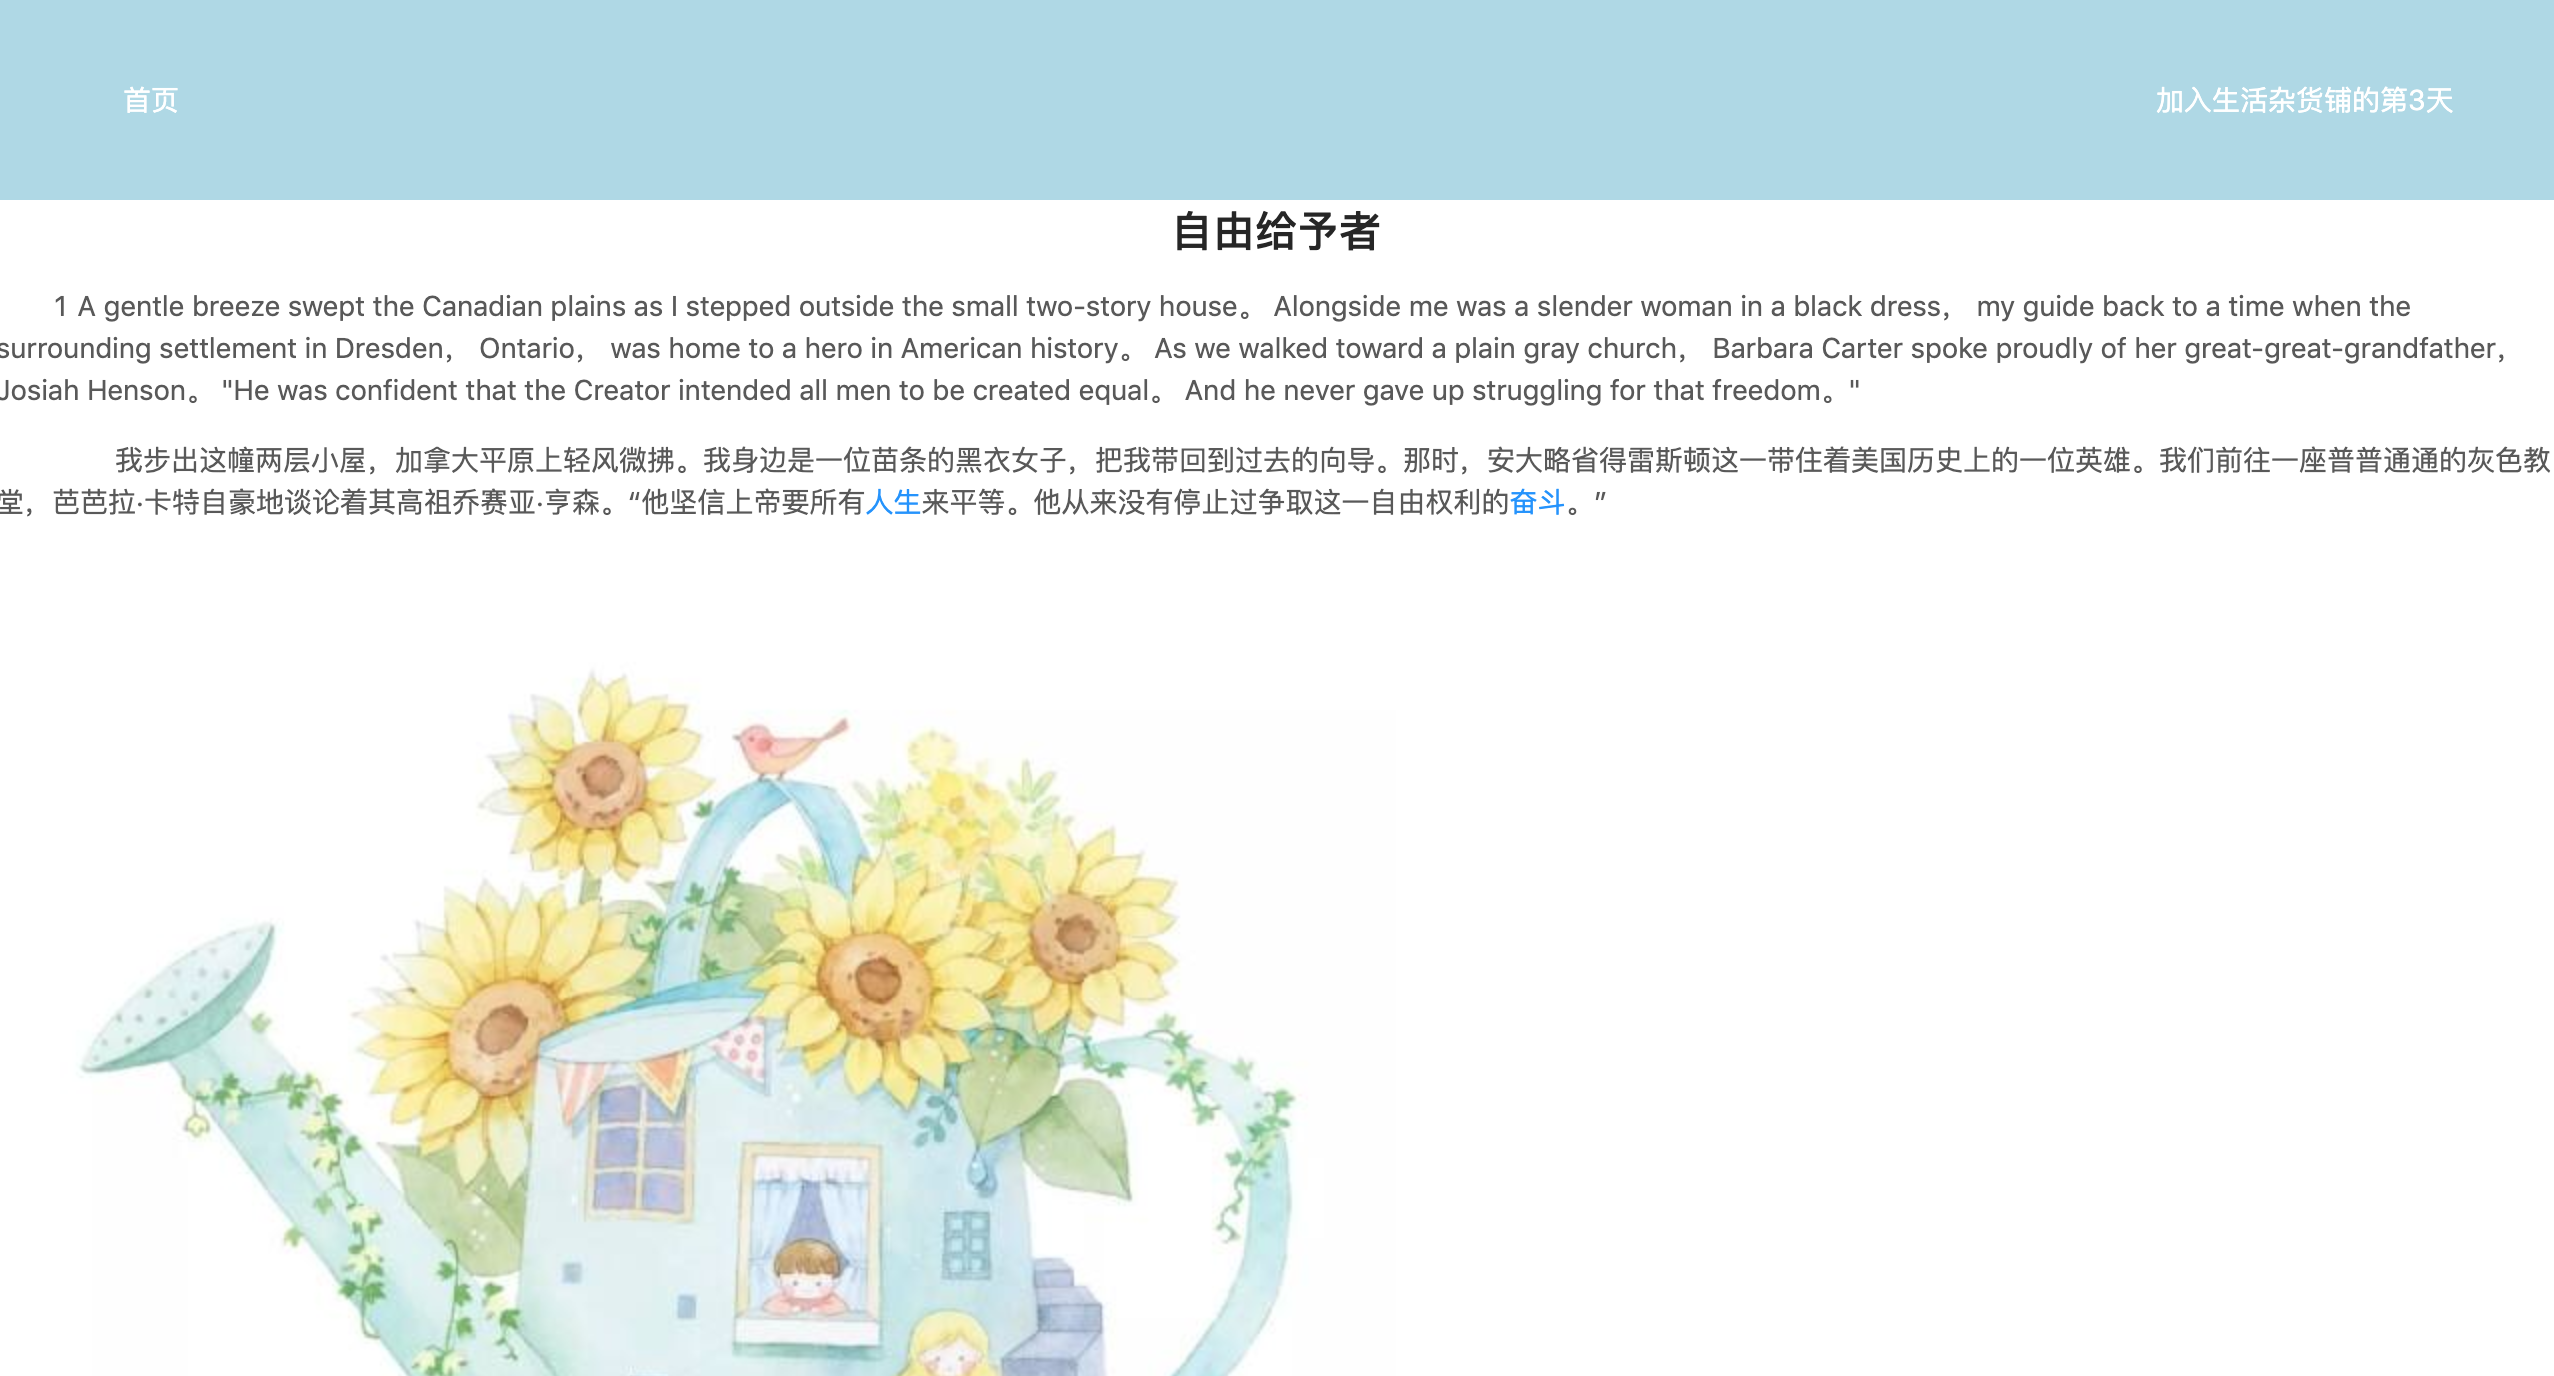 首页
加入生活杂货铺的第3天
自由给予者
1 A gentle breeze swept the Canadian plains as I stepped outside the small two-story house。 Alongside me was a slender woman in a black dress， my guide back to a time when the
surrounding settlement in Dresden， Ontario， was home to a hero in American history。 As we walked toward a plain gray church， Barbara Carter spoke proudly of her great-great-grandfather，
Josiah Henson。 "He was confident that the Creator intended all men to be created equal。 And he never gave up struggling for that freedom。"
我步出这幢两层小屋，加拿大平原上轻风微拂。我身边是一位苗条的黑衣女子，把我带回到过去的向导。那时，安大略省得雷斯顿这一带住着美国历史上的一位英雄。我们前往一座普普通通的灰色教
堂，芭芭拉·卡特自豪地谈论着其高祖乔赛亚·亨森。“他坚信上帝要所有人生来平等。他从来没有停止过争取这一自由权利的奋斗。”